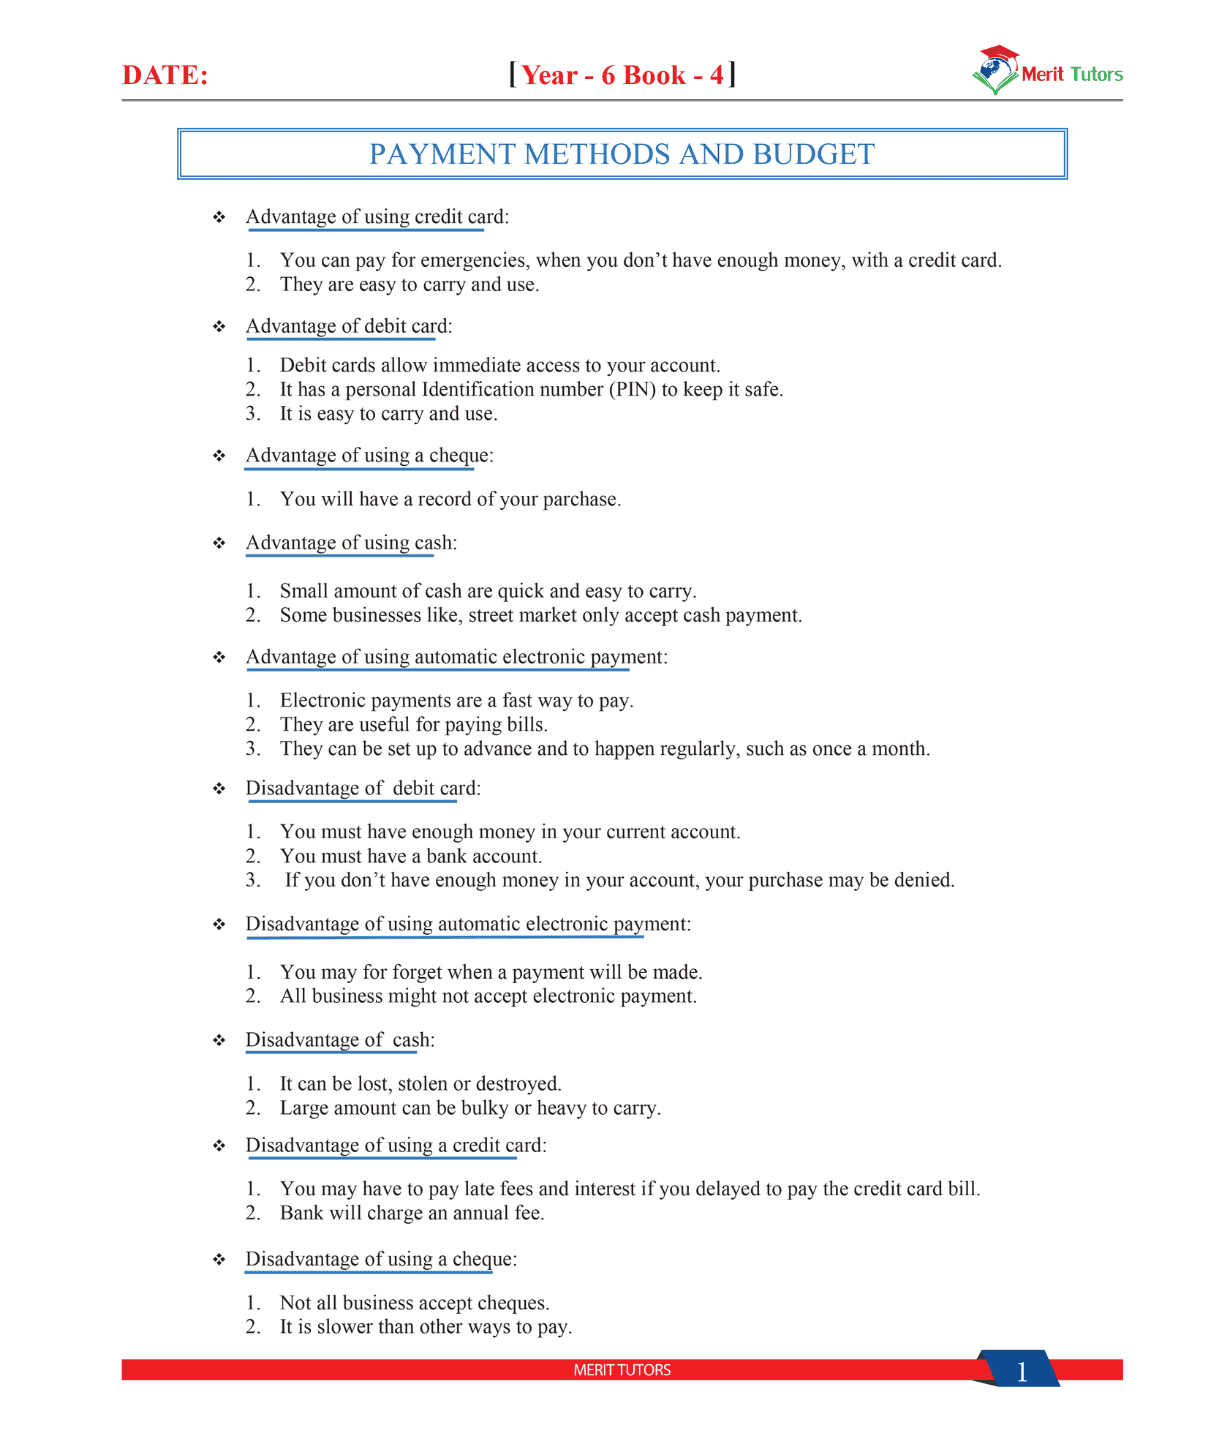 DATE:
[Year - 6 Book - 4]
Merit Tutors
PAYMENT METHODS AND BUDGET
❖ Advantage of using credit card:
1. You can pay for emergencies, when you don’t have enough money, with a credit card.
2. They are easy to carry and use.
❖ Advantage of debit card:
1. Debit cards allow immediate access to your account.
2. It has a personal Identification number (PIN) to keep it safe.
3. It is easy to carry and use.
❖ Advantage of using a cheque:
1. You will have a record of your parchase.
❖ Advantage of using cash:
1. Small amount of cash are quick and easy to carry.
2. Some businesses like, street market only accept cash payment.
❖ Advantage of using automatic electronic payment:
1. Electronic payments are a fast way to pay.
2. They are useful for paying bills.
3. They can be set up to advance and to happen regularly, such as once a month.
❖ Disadvantage of  debit card:
1. You must have enough money in your current account.
2. You must have a bank account.
3. If you don’t have enough money in your account, your purchase may be denied.
❖ Disadvantage of using automatic electronic payment:
1. You may for forget when a payment will be made.
2. All business might not accept electronic payment.
❖ Disadvantage of  cash:
1. It can be lost, stolen or destroyed.
2. Large amount can be bulky or heavy to carry.
❖ Disadvantage of using a credit card:
1. You may have to pay late fees and interest if you delayed to pay the credit card bill.
2. Bank will charge an annual fee.
❖ Disadvantage of using a cheque:
1. Not all business accept cheques.
2. It is slower than other ways to pay.
MERIT TUTORS
1